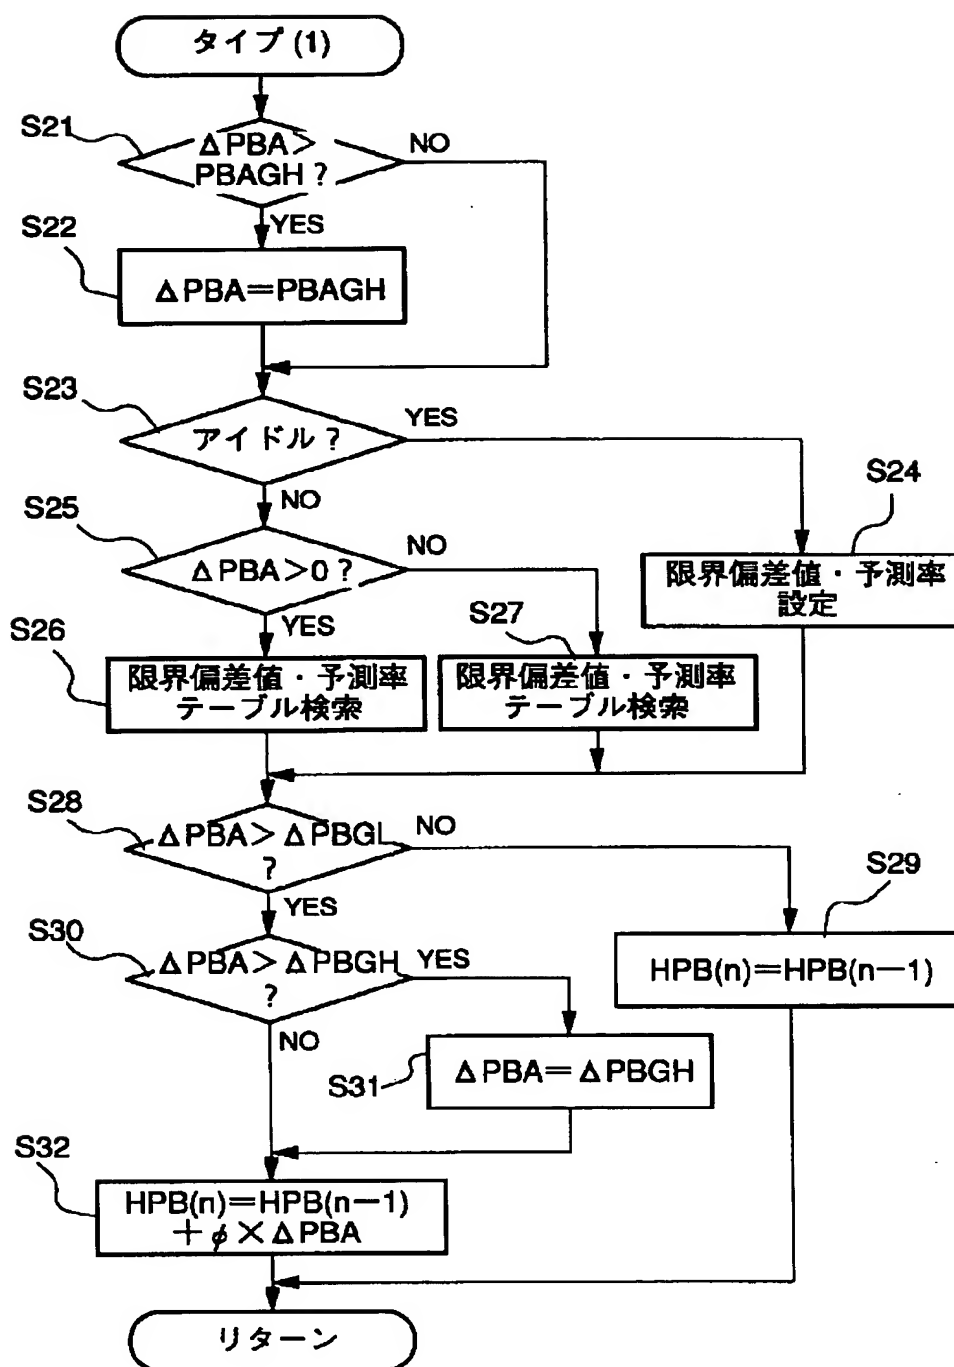 タイプ(1)
S21
ΔPBA>
PBAGH?
NO
YES
S22
ΔPBA=PBAGH
S23
アイドル?
YES
NO
S24
限界偏差値・予測率
設定
S25
ΔPBA>0?
NO
YES
S26
限界偏差値・予測率
テーブル検索
S27
限界偏差値・予測率
テーブル検索
S28
ΔPBA>ΔPBGL
?
NO
YES
S29
HPB(n)=HPB(n-1)
S30
ΔPBA>ΔPBGH
?
YES
NO
S31
ΔPBA=ΔPBGH
S32
HPB(n)=HPB(n-1)
+φ×ΔPBA
リターン